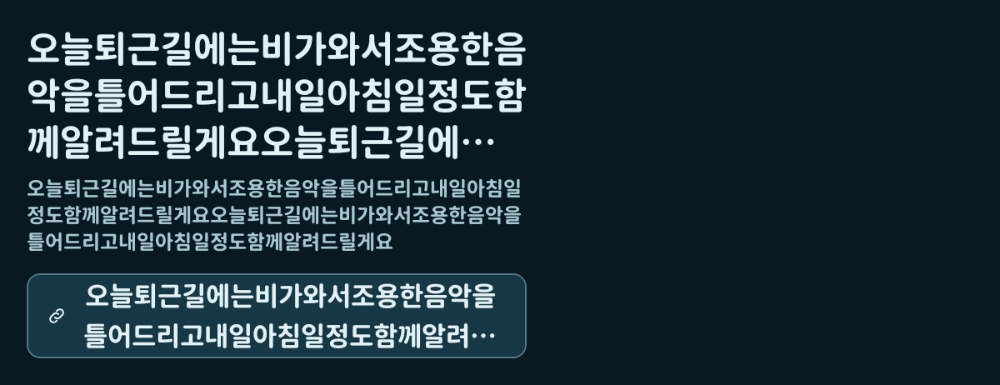 오늘퇴근길에는비가와서조용한음
악을틀어드리고내일아침일정도함
께알려드릴게요오늘퇴근길에…
오늘퇴근길에는비가와서조용한음악을틀어드리고내일아침일
정도함께알려드릴게요오늘퇴근길에는비가와서조용한음악을
틀어드리고내일아침일정도함께알려드릴게요
오늘퇴근길에는비가와서조용한음악을
틀어드리고내일아침일정도함께알려…